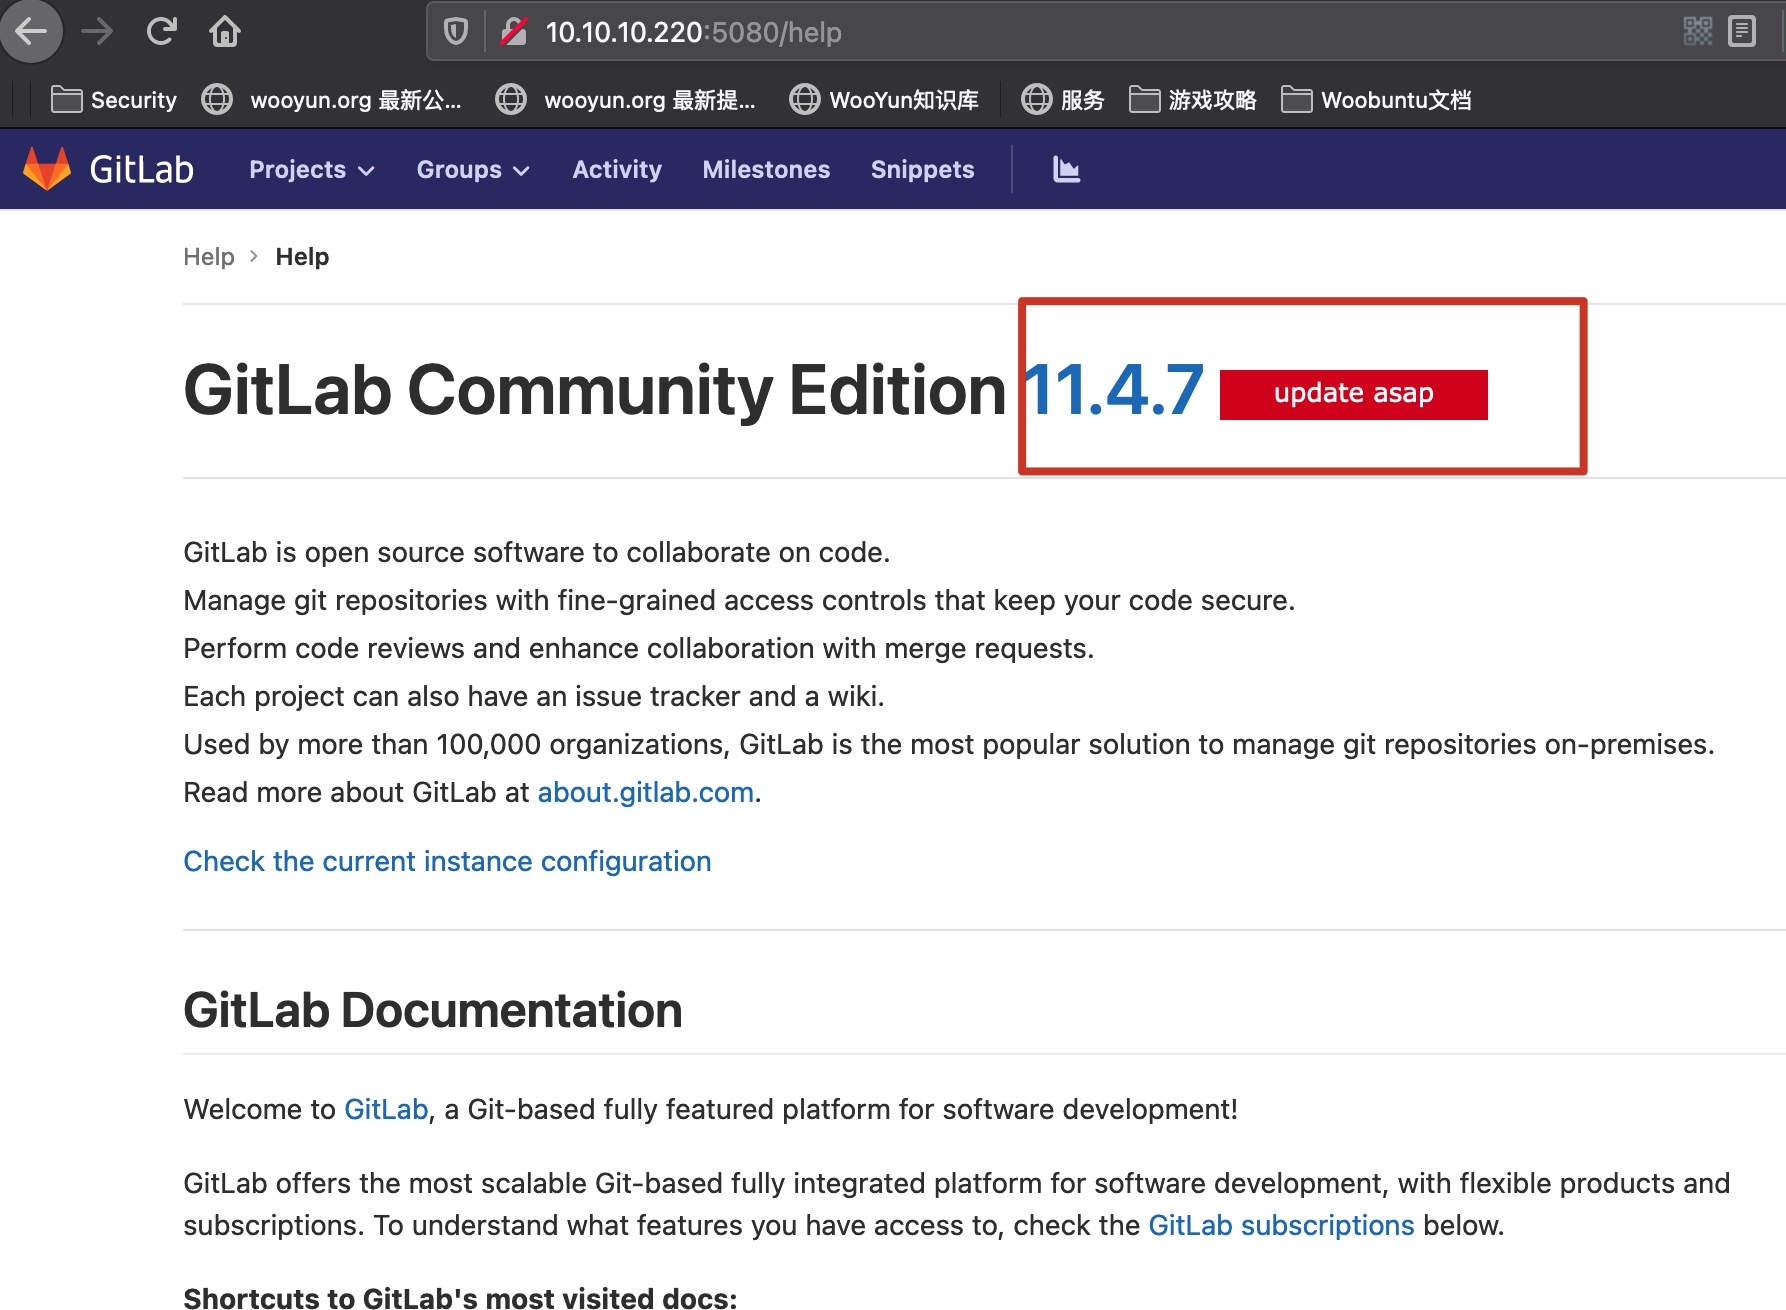 10.10.10.220:5080/help
Security wooyun.org 最新公... wooyun.org 最新提... WooYun知识库 服务 游戏攻略 Woobuntu文档
GitLab Projects Groups Activity Milestones Snippets
Help > Help
GitLab Community Edition 11.4.7 update asap
GitLab is open source software to collaborate on code.
Manage git repositories with fine-grained access controls that keep your code secure.
Perform code reviews and enhance collaboration with merge requests.
Each project can also have an issue tracker and a wiki.
Used by more than 100,000 organizations, GitLab is the most popular solution to manage git repositories on-premises.
Read more about GitLab at about.gitlab.com.
Check the current instance configuration
GitLab Documentation
Welcome to GitLab, a Git-based fully featured platform for software development!
GitLab offers the most scalable Git-based fully integrated platform for software development, with flexible products and
subscriptions. To understand what features you have access to, check the GitLab subscriptions below.
Shortcuts to GitLab's most visited docs: